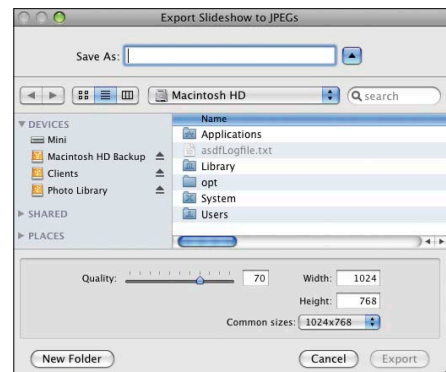 Export Slideshow to JPEGs
Save As:
Macintosh HD
search
DEVICES
Mini
Macintosh HD Backup
Clients
Photo Library
SHARED
PLACES
Name
Applications
asdfLogfile.txt
Library
opt
System
Users
Quality: 70 Width: 1024
Height: 768
Common sizes: 1024x768
New Folder Cancel Export